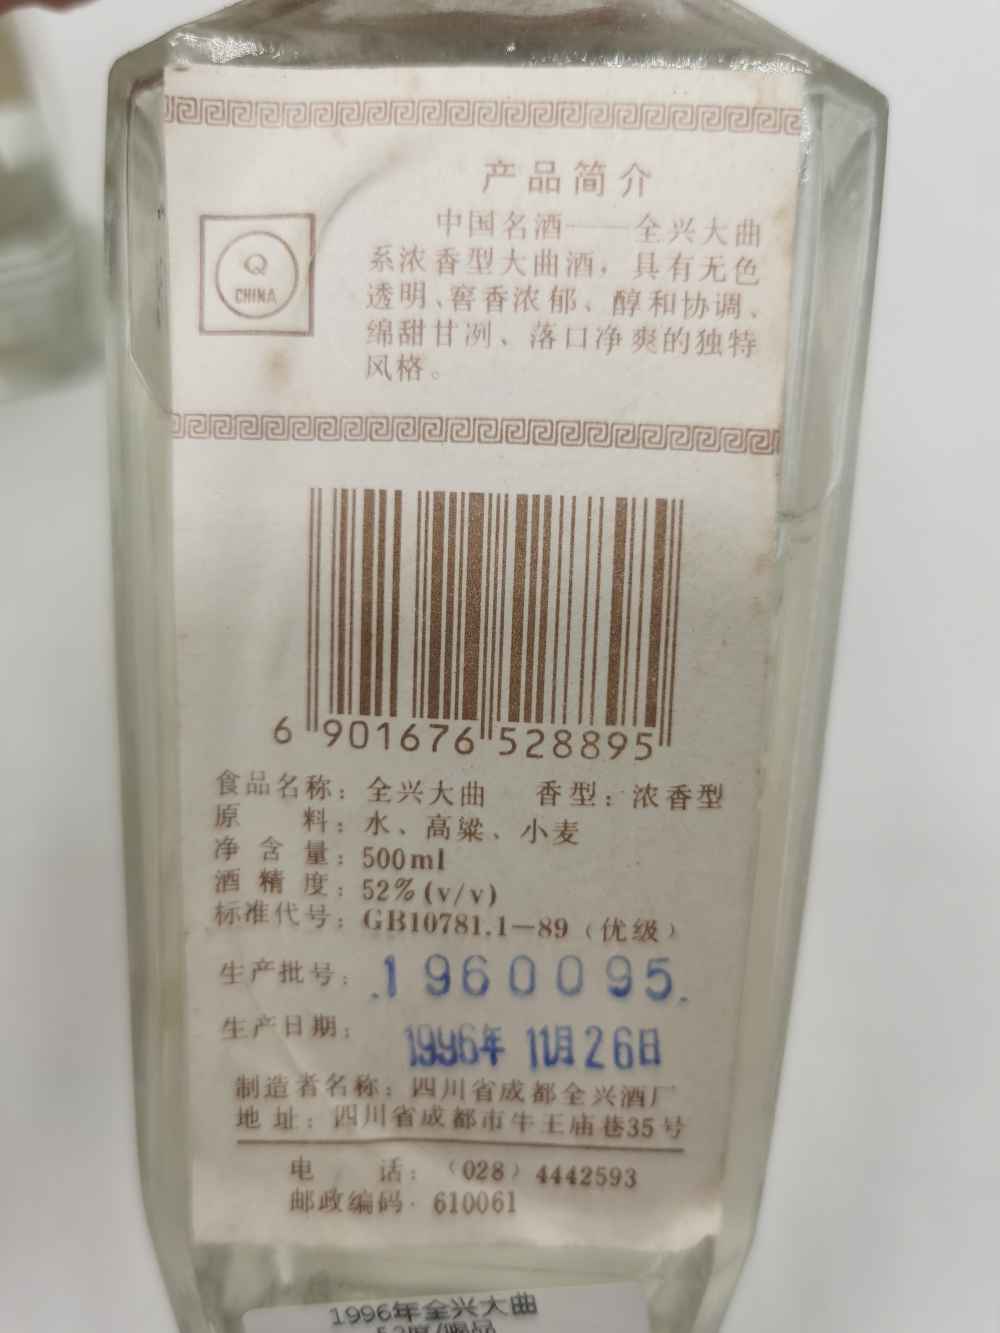 产品简介
中国名酒——全兴大曲
系浓香型大曲酒，具有无色
透明、窖香浓郁、醇和协调、
绵甜甘冽、落口净爽的独特
风格。
Q
CHINA
6 901676 528895
食品名称：全兴大曲 香型：浓香型
原 料：水、高粱、小麦
净 含 量：500ml
酒 精 度：52%(v/v)
标准代号：GB10781.1—89（优级）
生产批号：1960095
生产日期：1996年11月26日
制造者名称：四川省成都全兴酒厂
地 址：四川省成都市牛王庙巷35号
电 话：（028）4442593
邮政编码·610061
1996年全兴大曲
52度/